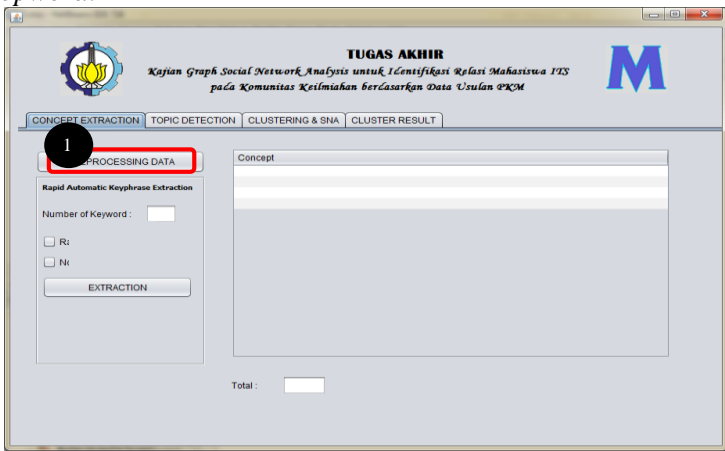 TUGAS AKHIR
Kajian Graph Social Network Analysis untuk Identifikasi Relasi Mahasiswa ITS
pada Komunitas Keilmiahan berdasarkan Data Usulan PKM
M
CONCEPT EXTRACTION TOPIC DETECTION CLUSTERING & SNA CLUSTER RESULT
1
PROCESSING DATA
Concept
Rapid Automatic Keyphrase Extraction
Number of Keyword :
EXTRACTION
Total :